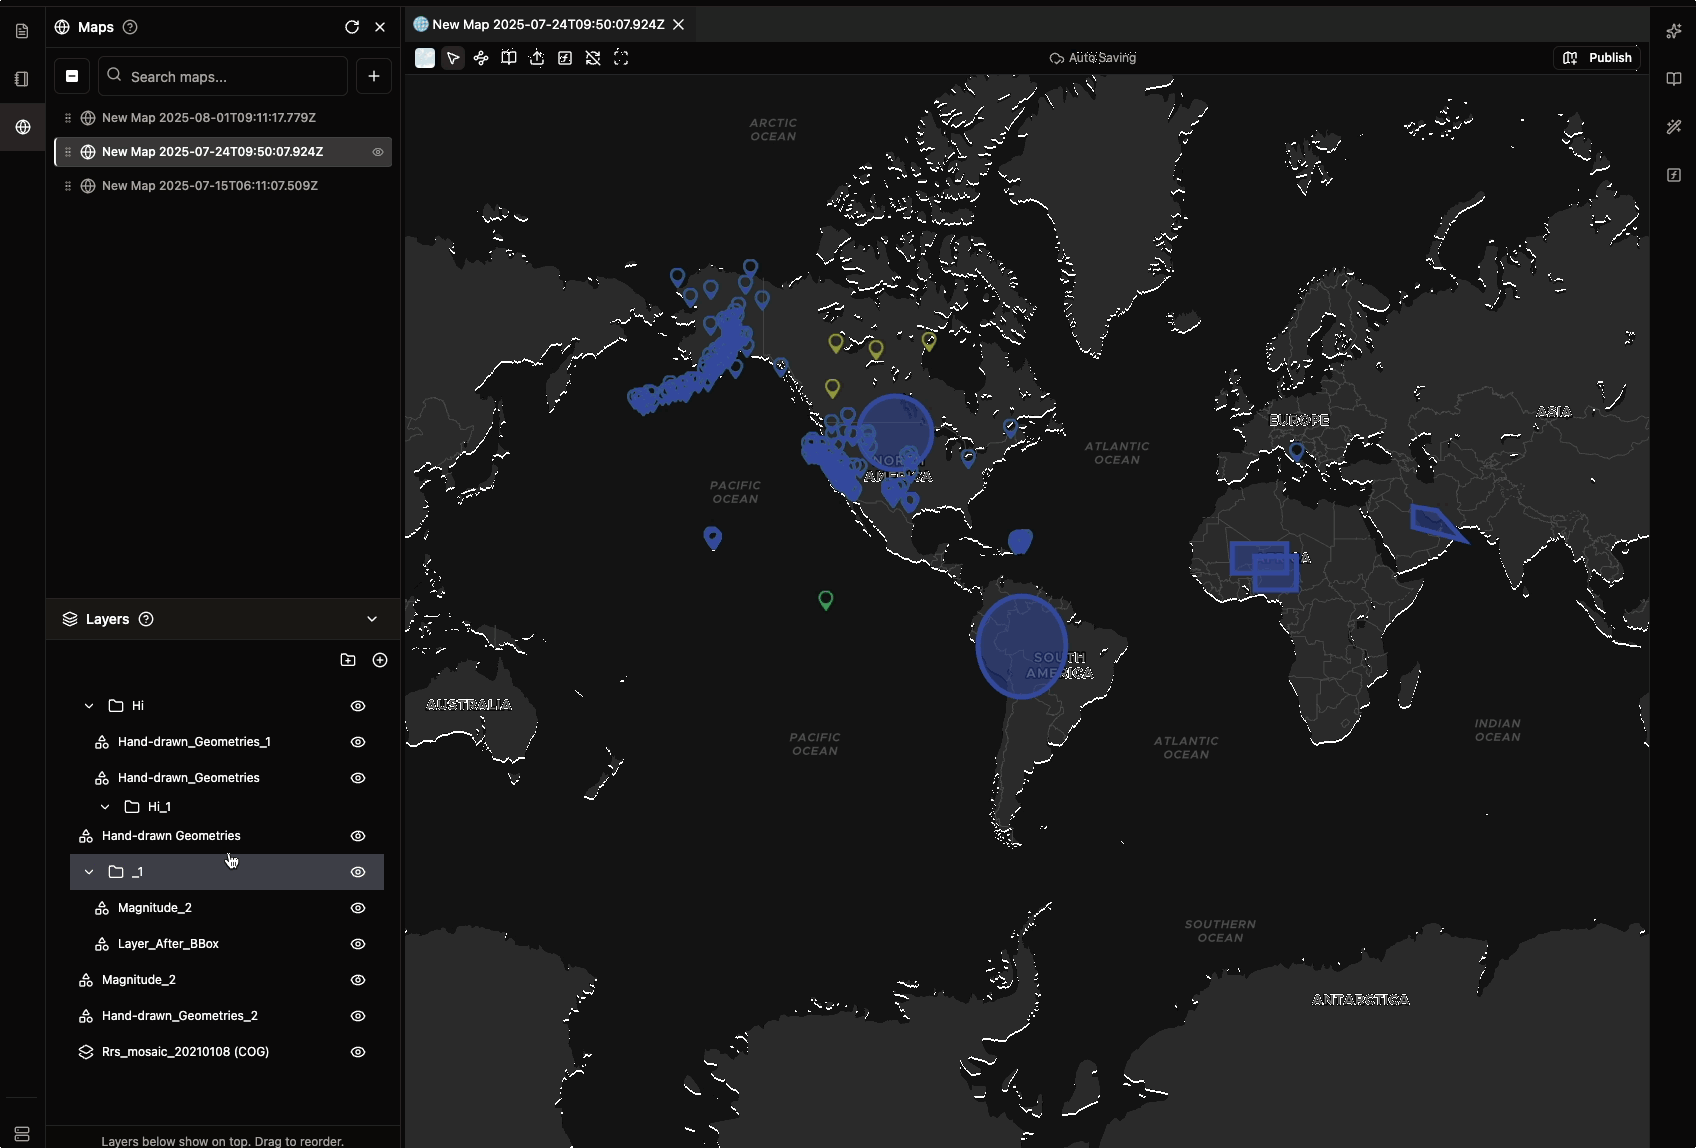 Maps
Search maps...
New Map 2025-08-01T09:11:17.779Z
New Map 2025-07-24T09:50:07.924Z
New Map 2025-07-15T06:11:07.509Z
Layers
Hi
Hand-drawn_Geometries_1
Hand-drawn_Geometries
Hi_1
Hand-drawn Geometries
_1
Magnitude_2
Layer_After_BBox
Magnitude_2
Hand-drawn_Geometries_2
Rrs_mosaic_20210108 (COG)
Layers below show on top. Drag to reorder.
New Map 2025-07-24T09:50:07.924Z
Auto Saving
Publish
ARCTIC
OCEAN
EUROPE
ASIA
ATLANTIC
OCEAN
NORTH
AMERICA
PACIFIC
OCEAN
SOUTH
AMERICA
AUSTRALIA
PACIFIC
OCEAN
ATLANTIC
OCEAN
INDIAN
OCEAN
SOUTHERN
OCEAN
ANTARCTICA